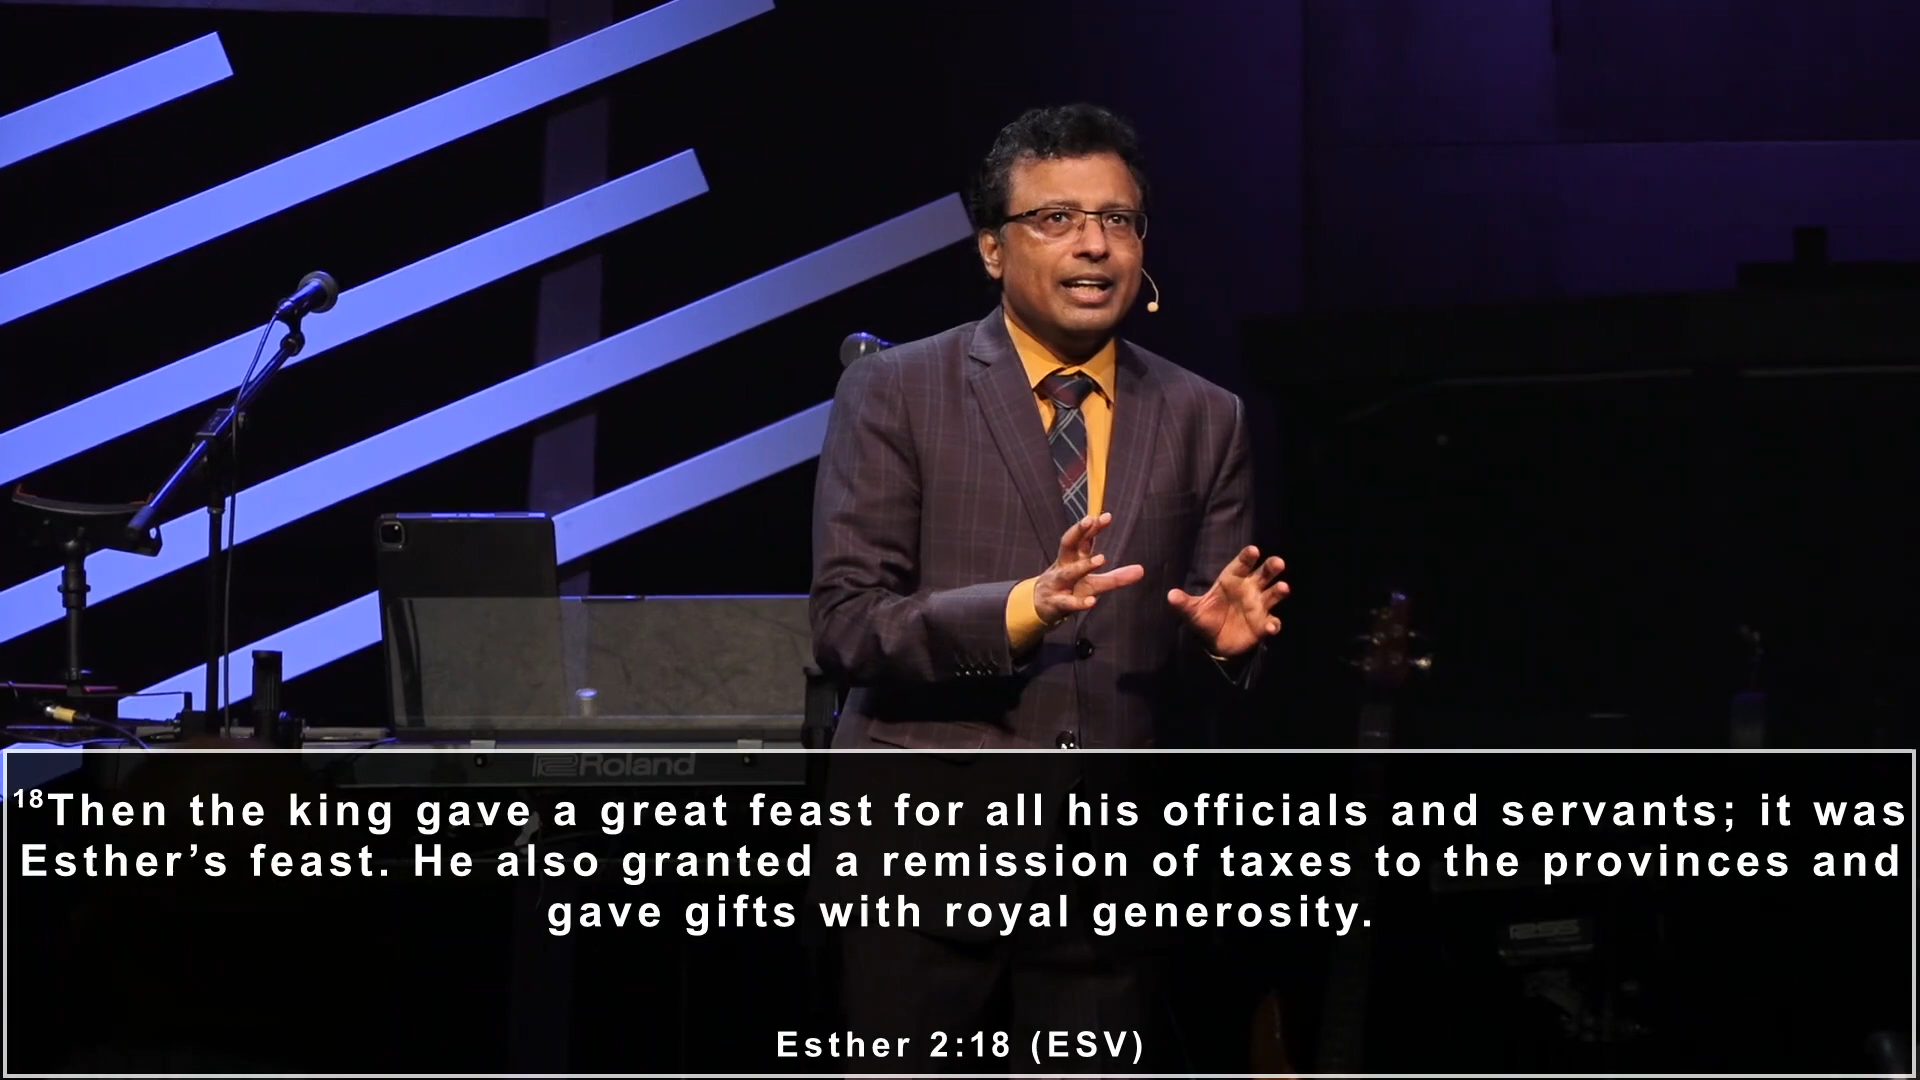 Roland
¹⁸Then the king gave a great feast for all his officials and servants; it was
Esther’s feast. He also granted a remission of taxes to the provinces and
gave gifts with royal generosity.
Esther 2:18 (ESV)